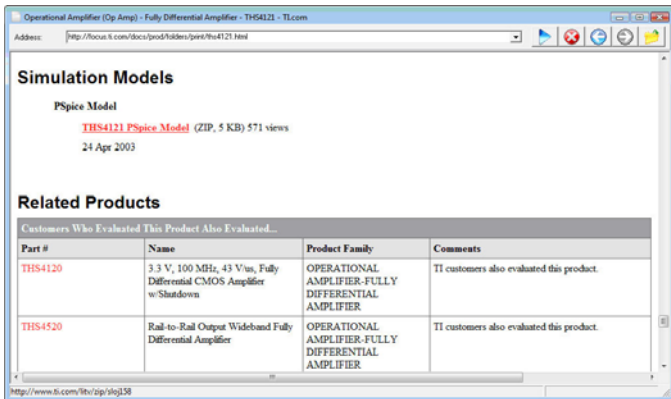 Operational Amplifier (Op Amp) - Fully Differential Amplifier - THS4121 - TI.com
Address: http://focus.ti.com/docs/prod/folders/print/ths4121.html
Simulation Models
PSpice Model
THS4121 PSpice Model (ZIP, 5 KB) 571 views
24 Apr 2003
Related Products
Customers Who Evaluated This Product Also Evaluated...
Part # Name Product Family Comments
THS4120 3.3 V, 100 MHz, 43 V/us, Fully OPERATIONAL TI customers also evaluated this product.
Differential CMOS Amplifier AMPLIFIER-FULLY
w/Shutdown DIFFERENTIAL
AMPLIFIER
THS4520 Rail-to-Rail Output Wideband Fully OPERATIONAL TI customers also evaluated this product.
Differential Amplifier AMPLIFIER-FULLY
DIFFERENTIAL
AMPLIFIER
http://www.ti.com/litv/zip/sloj158